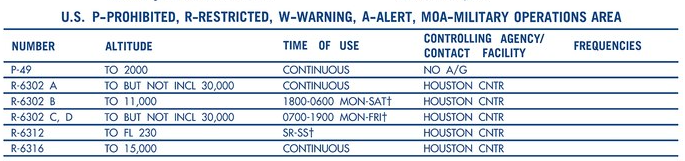 U.S. P–PROHIBITED, R–RESTRICTED, W–WARNING, A–ALERT, MOA–MILITARY OPERATIONS AREA
NUMBER ALTITUDE TIME OF USE CONTROLLING AGENCY/ CONTACT FACILITY FREQUENCIES
P-49 TO 2000 CONTINUOUS NO A/G
R-6302 A TO BUT NOT INCL 30,000 CONTINUOUS HOUSTON CNTR
R-6302 B TO 11,000 1800-0600 MON-SAT† HOUSTON CNTR
R-6302 C, D TO BUT NOT INCL 30,000 0700-1900 MON-FRI† HOUSTON CNTR
R-6312 TO FL 230 SR-SS† HOUSTON CNTR
R-6316 TO 15,000 CONTINUOUS HOUSTON CNTR